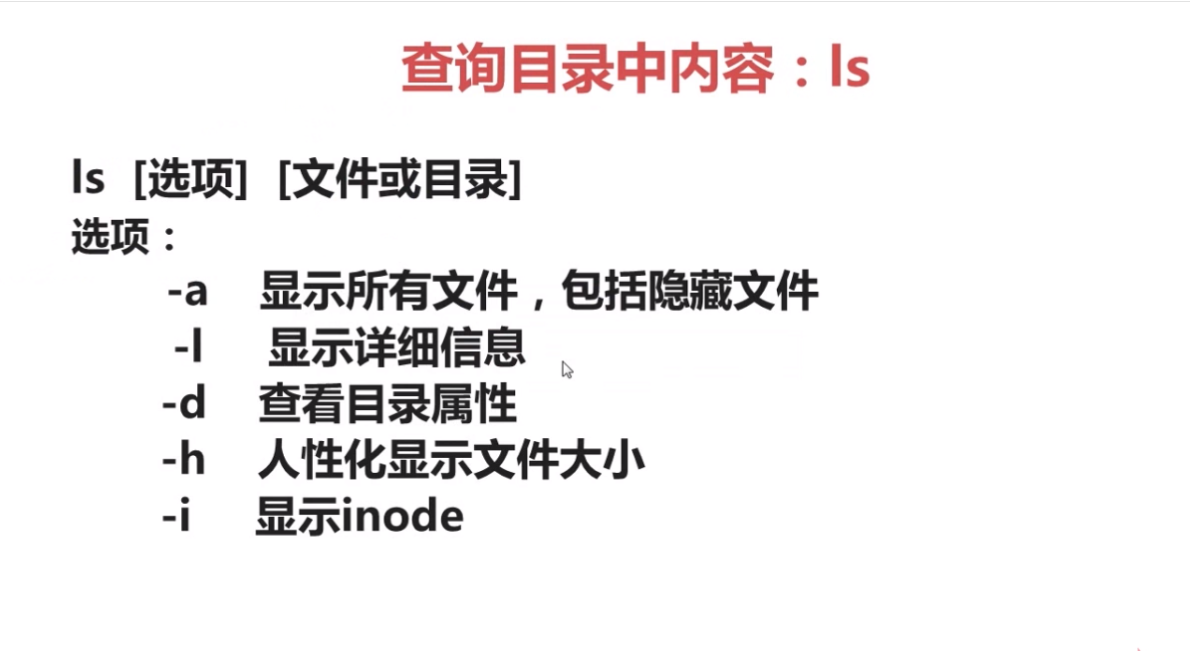 查询目录中内容：ls
ls [选项] [文件或目录]
选项：
-a 显示所有文件，包括隐藏文件
-l 显示详细信息
-d 查看目录属性
-h 人性化显示文件大小
-i 显示inode